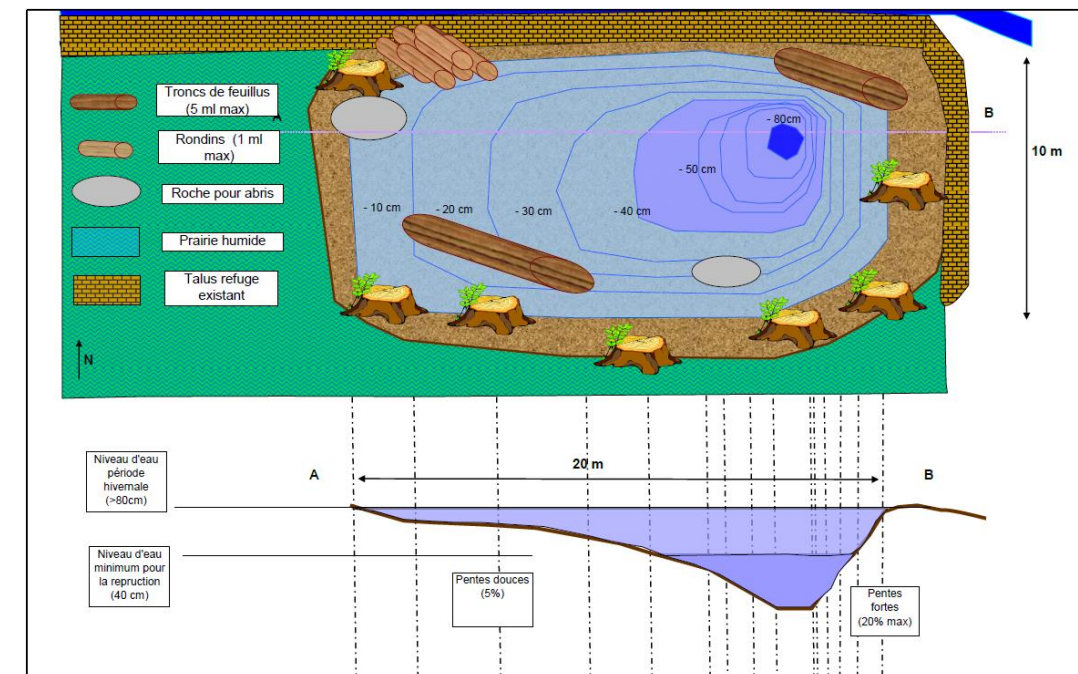 Troncs de feuillus
(5 ml max)
A
Rondins (1 ml
max)
Roche pour abris
Prairie humide
Talus refuge
existant
N
- 10 cm
- 20 cm
- 30 cm
- 40 cm
- 50 cm
- 80cm
B
10 m
Niveau d'eau
période
hivernale
(>80cm)
A
20 m
B
Niveau d'eau
minimum pour
la repruction
(40 cm)
Pentes douces
(5%)
Pentes
fortes
(20% max)